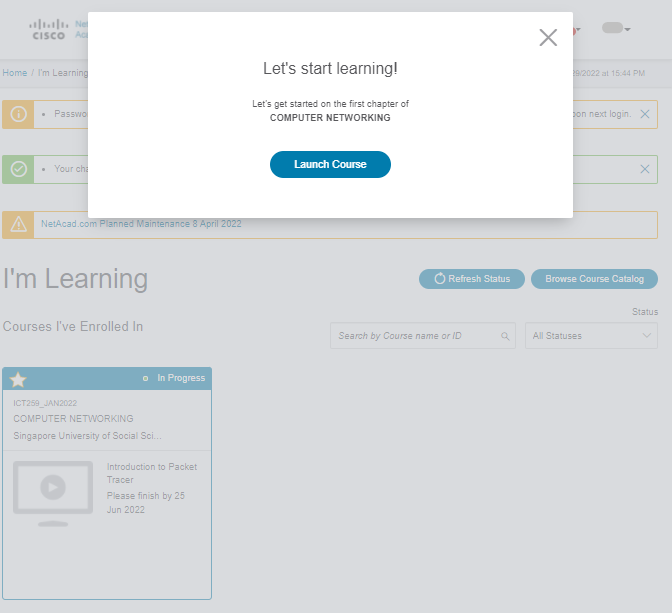 CISCO
Net
Aca
Home / I'm Learning
29/2022 at 15:44 PM
Let's start learning!
Let's get started on the first chapter of
COMPUTER NETWORKING
Launch Course
• Passwo
on next login.
• Your cha
NetAcad.com Planned Maintenance 8 April 2022
I'm Learning
Refresh Status
Browse Course Catalog
Status
Courses I've Enrolled In
Search by Course name or ID
All Statuses
In Progress
ICT259_JAN2022
COMPUTER NETWORKING
Singapore University of Social Sci...
Introduction to Packet
Tracer
Please finish by 25
Jun 2022